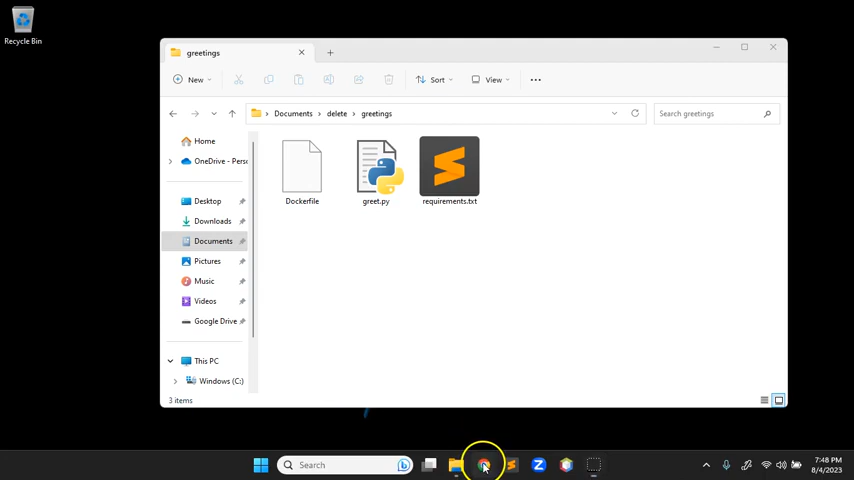 Recycle Bin
greetings
New
Sort
View
Documents
delete
greetings
Search greetings
Home
OneDrive - Perso
Desktop
Downloads
Documents
Pictures
Music
Videos
Google Drive
This PC
Windows (C:)
Dockerfile
greet.py
requirements.txt
3 items
Search
7:48 PM
8/4/2023